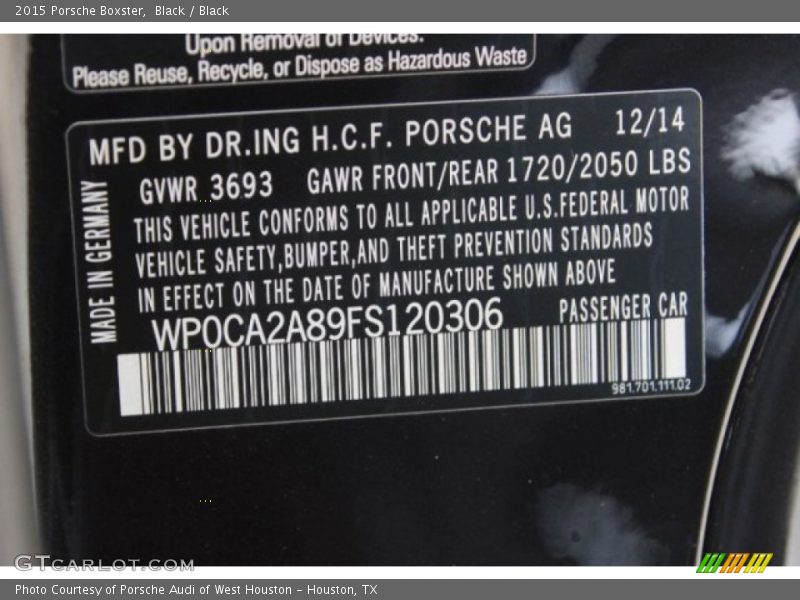 2015 Porsche Boxster, Black / Black
Upon Removal of Devices.
Please Reuse, Recycle, or Dispose as Hazardous Waste
MFD BY DR.ING H.C.F. PORSCHE AG 12/14
GVWR 3693 GAWR FRONT/REAR 1720/2050 LBS
THIS VEHICLE CONFORMS TO ALL APPLICABLE U.S.FEDERAL MOTOR
VEHICLE SAFETY,BUMPER,AND THEFT PREVENTION STANDARDS
IN EFFECT ON THE DATE OF MANUFACTURE SHOWN ABOVE
WP0CA2A89FS120306 PASSENGER CAR
981.701.111.02
MADE IN GERMANY
GTCARLOT.COM
Photo Courtesy of Porsche Audi of West Houston - Houston, TX